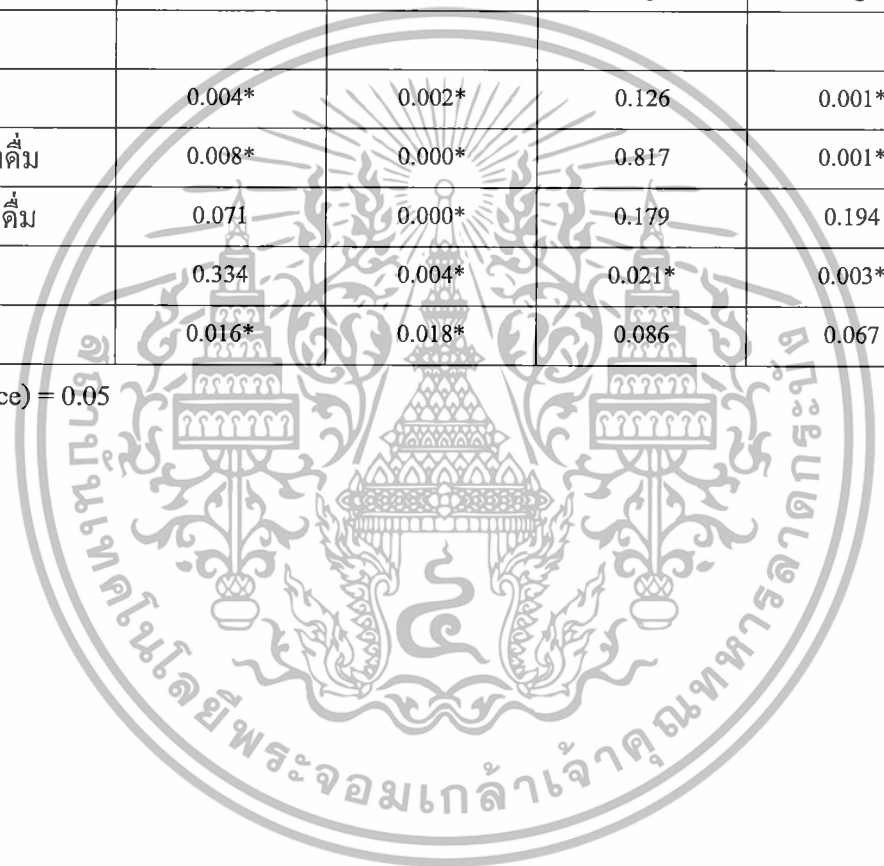 0.004* 0.002* 0.126 0.001*
ดื่ม 0.008* 0.000* 0.817 0.001*
ดื่ม 0.071 0.000* 0.179 0.194
0.334 0.004* 0.021* 0.003*
0.016* 0.018* 0.086 0.067
ce) = 0.05
สถาบันเทคโนโลยีพระจอมเกล้าเจ้าคุณทหารลาดกระบัง